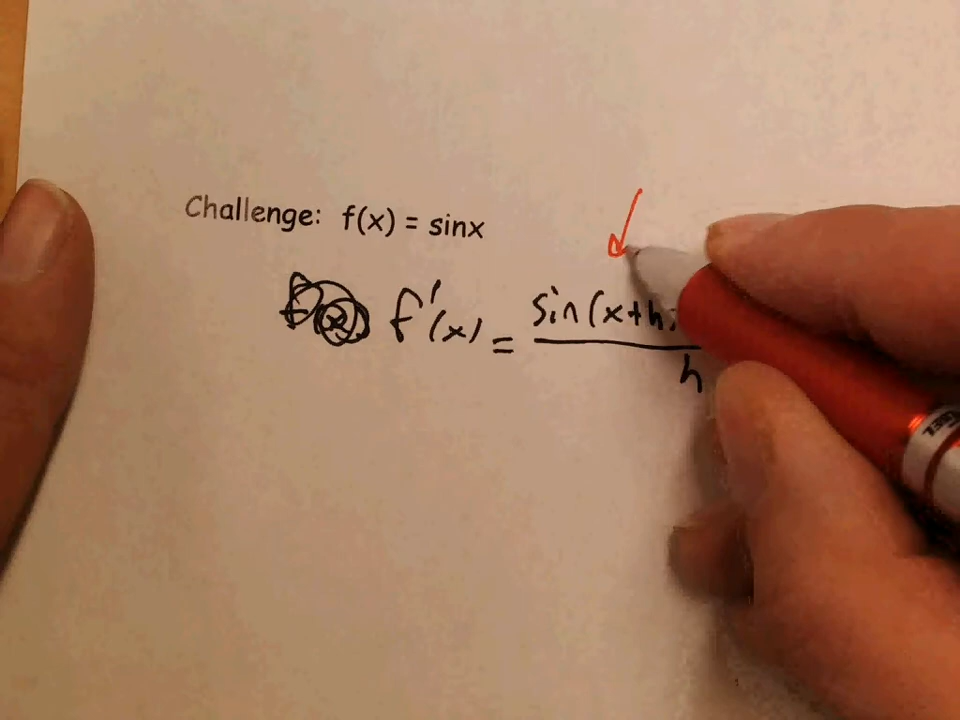 Challenge: f(x) = sinx
f'(x) = sin(x+h
h